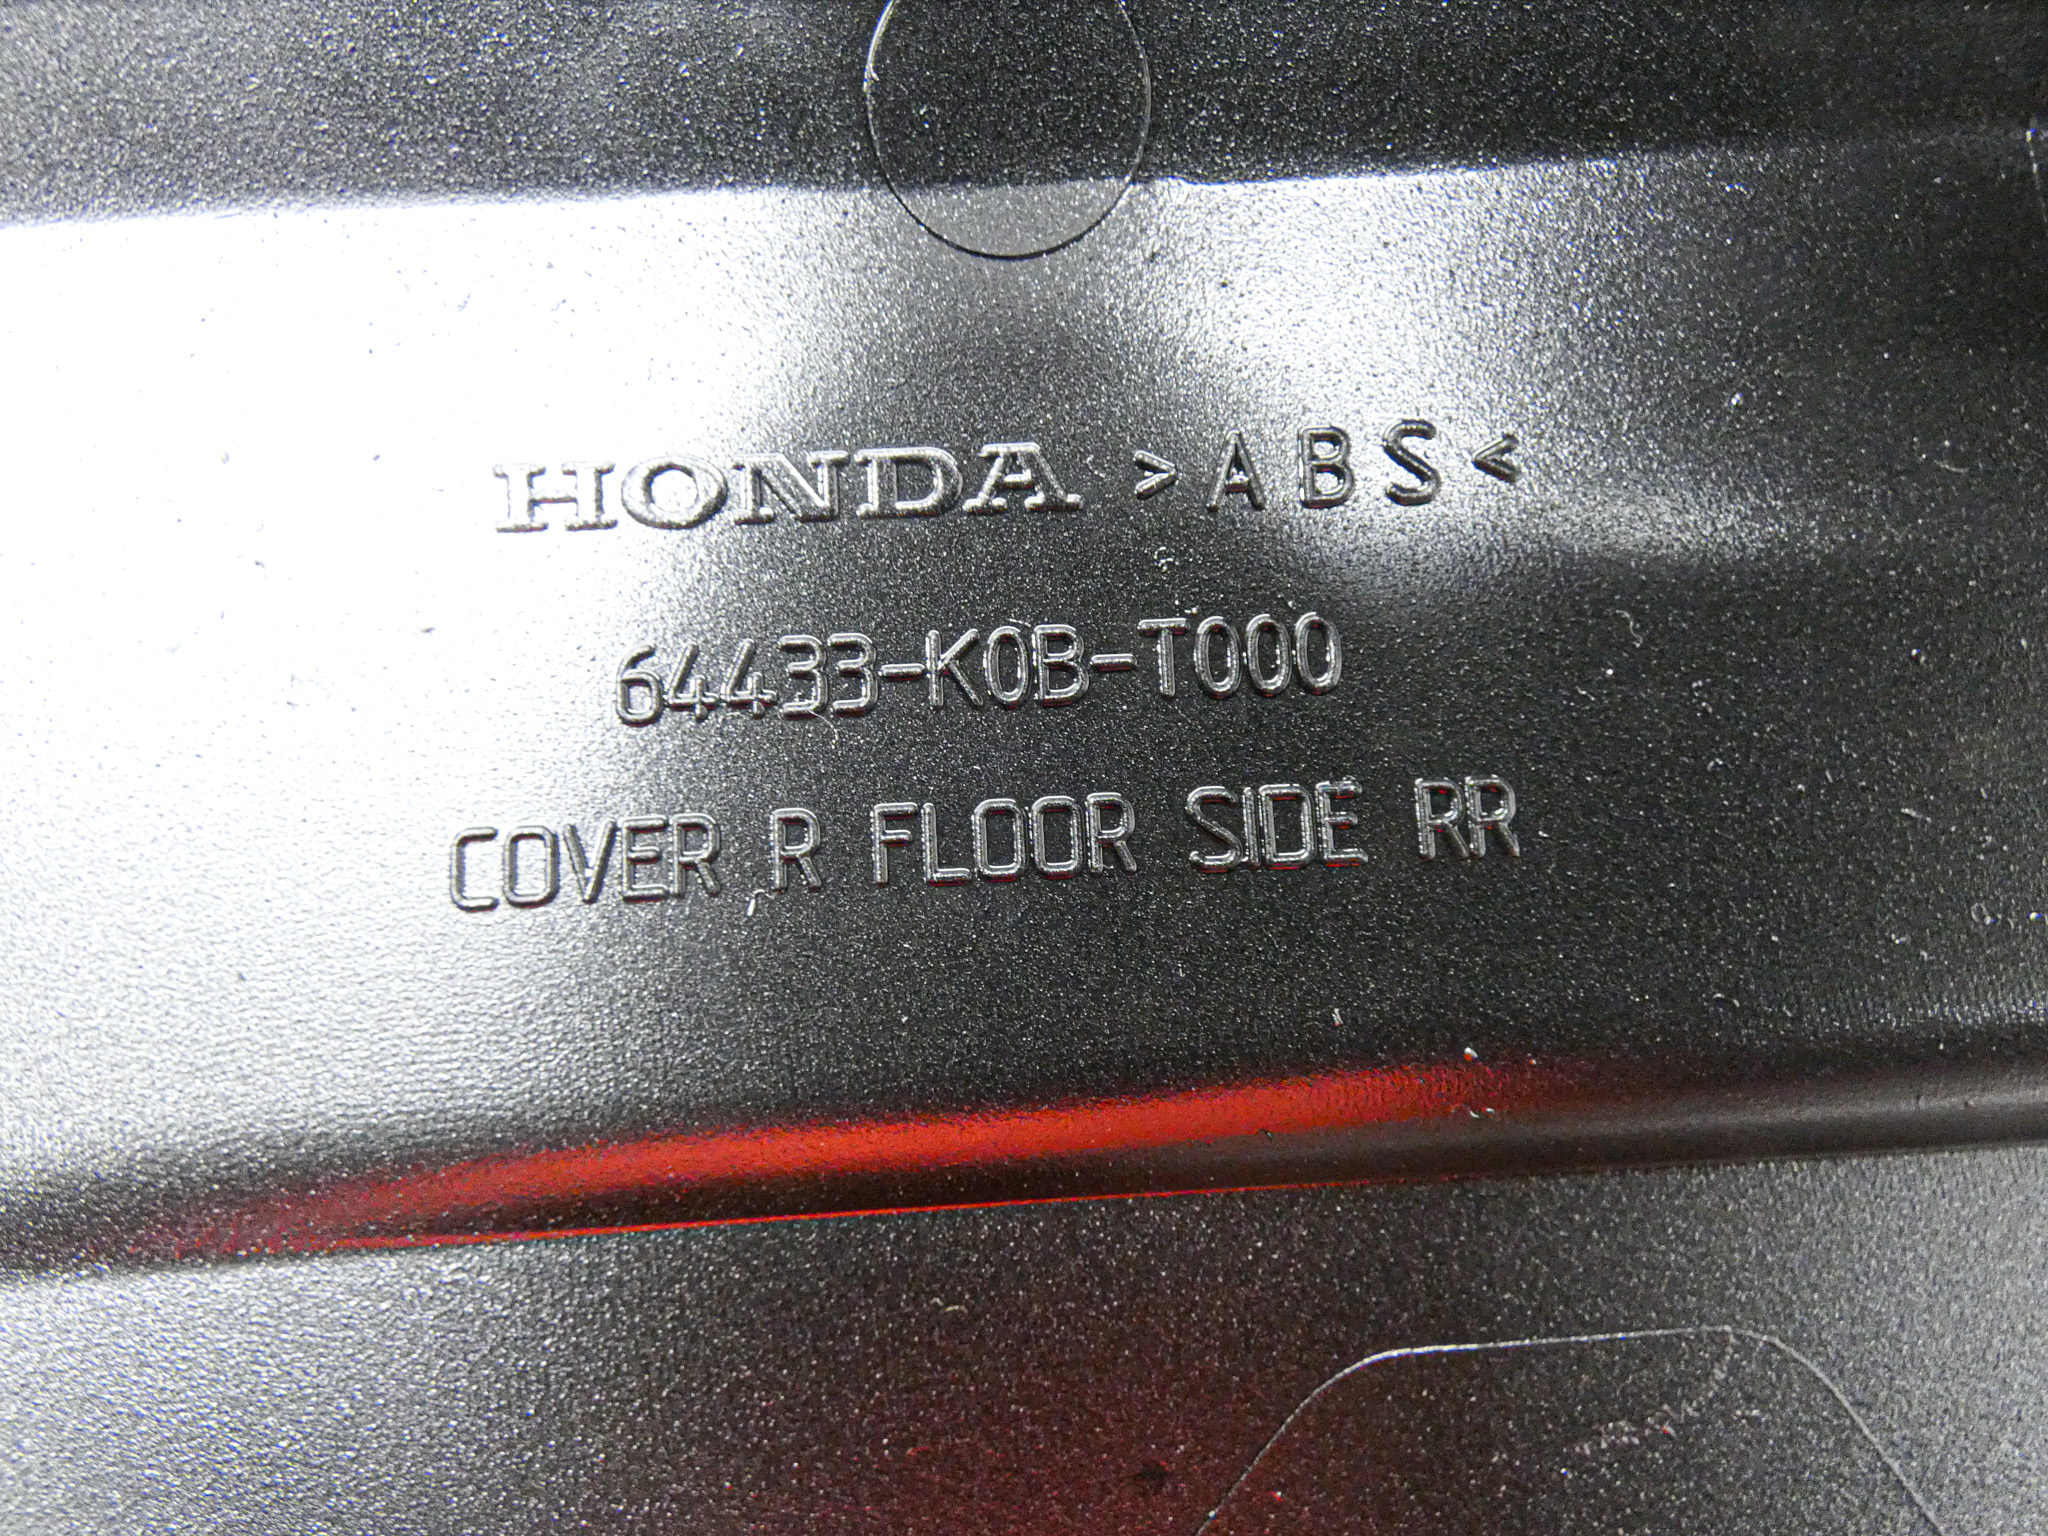 HONDA >ABS<
64433-K0B-T000
COVER R FLOOR SIDE RR